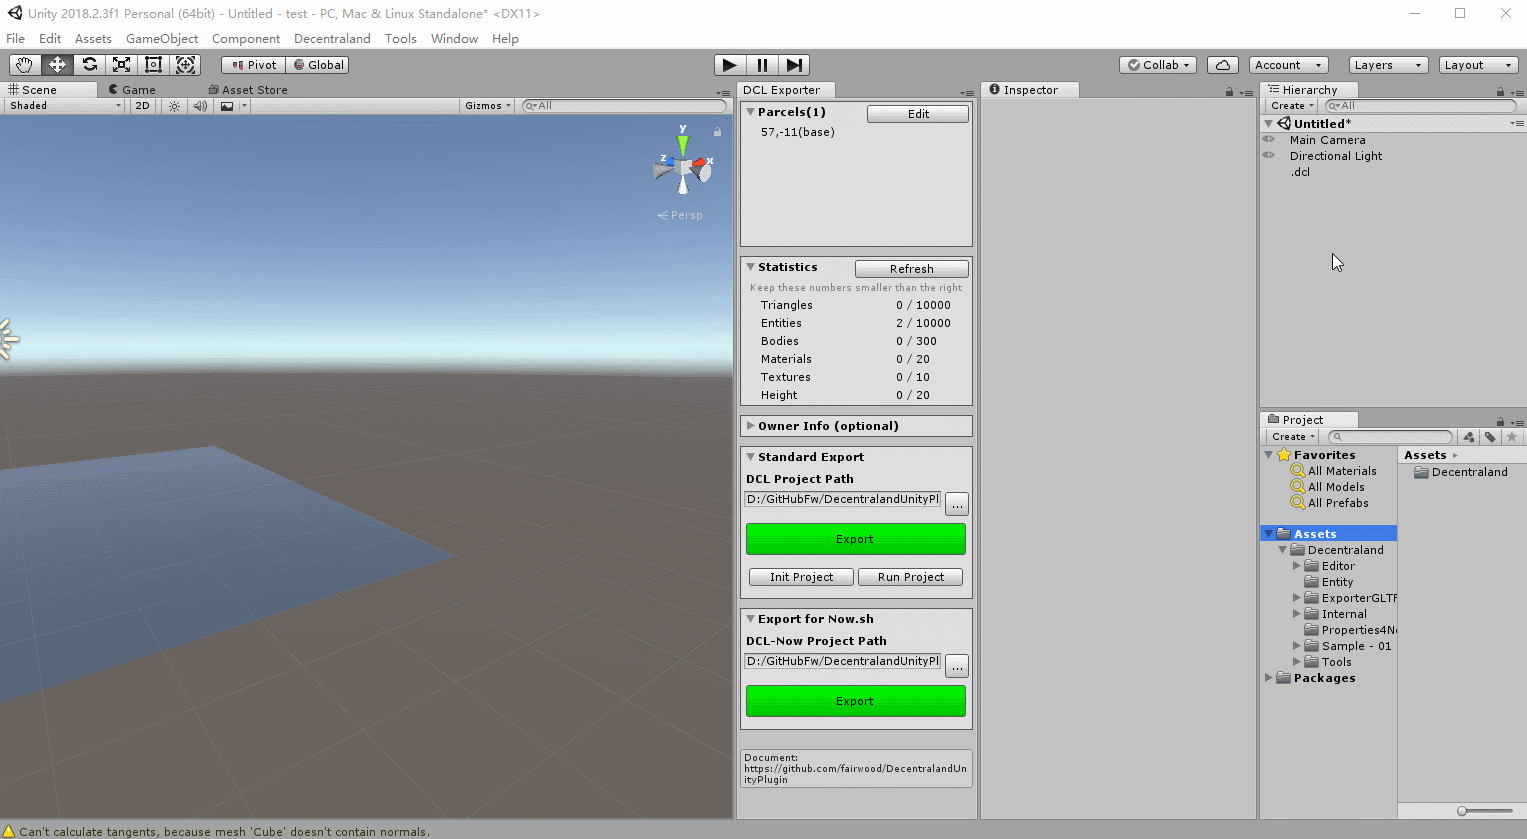 Unity 2018.2.3f1 Personal (64bit) - Untitled - test - PC, Mac & Linux Standalone* <DX11>
File Edit Assets GameObject Component Decentraland Tools Window Help
Pivot Global Collab Account Layers Layout
Scene Game Asset Store
Shaded 2D Gizmos All
y
z x
Persp
DCL Exporter
Parcels(1) Edit
57,-11(base)
Statistics Refresh
Keep these numbers smaller than the right
Triangles 0 / 10000
Entities 2 / 10000
Bodies 0 / 300
Materials 0 / 20
Textures 0 / 10
Height 0 / 20
Owner Info (optional)
Standard Export
DCL Project Path
D:/GitHubFw/DecentralandUnityPl ...
Export
Init Project Run Project
Export for Now.sh
DCL-Now Project Path
D:/GitHubFw/DecentralandUnityPl ...
Export
Document:
https://github.com/fairwood/DecentralandUn
ityPlugin
Inspector
Hierarchy
Create All
Untitled*
Main Camera
Directional Light
.dcl
Project
Create
Favorites
All Materials
All Models
All Prefabs
Assets
Decentraland
Editor
Entity
ExporterGLTF
Internal
Properties4Ne
Sample - 01
Tools
Packages
Assets
Decentraland
Can't calculate tangents, because mesh 'Cube' doesn't contain normals.